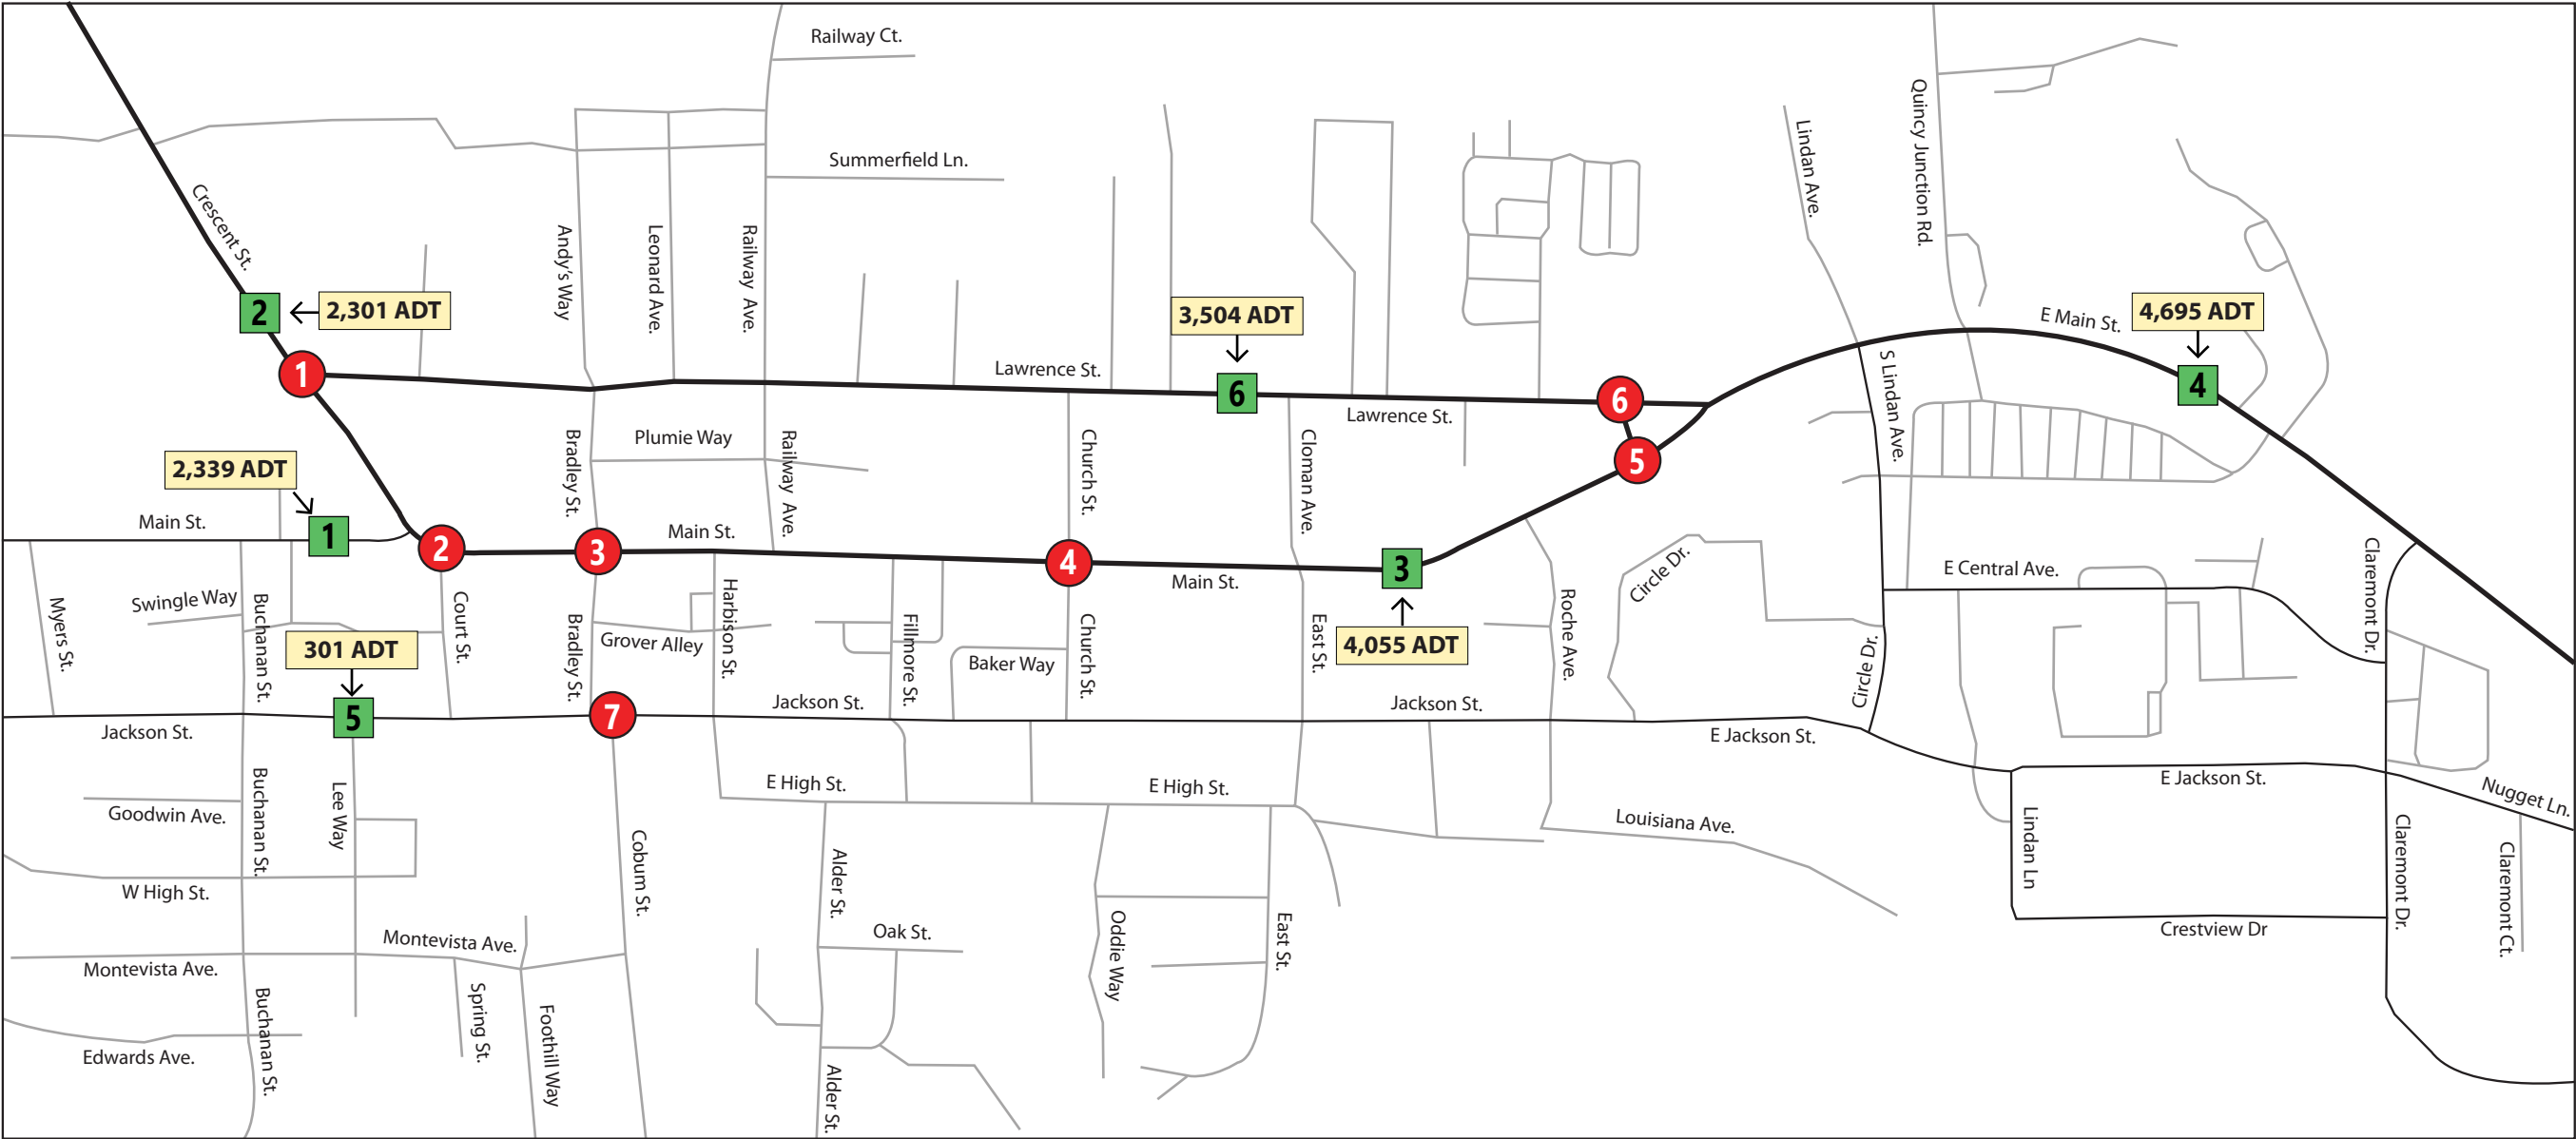 Railway Ct.
Summerfield Ln.
Crescent St.
Andy's Way
Leonard Ave.
Railway Ave.
Lindan Ave.
Quincy Junction Rd.
E Main St.
4,695 ADT
4
2
2,301 ADT
3,504 ADT
6
1
Lawrence St.
Lawrence St.
6
5
S Lindan Ave.
Bradley St.
Plumie Way
Railway Ave.
Church St.
Cloman Ave.
2,339 ADT
Main St.
1
2
3
Main St.
4
Main St.
3
4,055 ADT
Circle Dr.
E Central Ave.
Claremont Dr.
Myers St.
Swingle Way
Buchanan St.
Court St.
Bradley St.
Grover Alley
Harbison St.
Fillmore St.
Baker Way
Church St.
East St.
Roche Ave.
Circle Dr.
301 ADT
5
7
Jackson St.
Jackson St.
Jackson St.
E Jackson St.
E Jackson St.
Nugget Ln.
Goodwin Ave.
Buchanan St.
Lee Way
E High St.
E High St.
Louisiana Ave.
Lindan Ln
Claremont Dr.
Claremont Ct.
W High St.
Coburn St.
Alder St.
Oak St.
Oddie Way
East St.
Crestview Dr
Montevista Ave.
Montevista Ave.
Spring St.
Foothill Way
Edwards Ave.
Buchanan St.
Alder St.